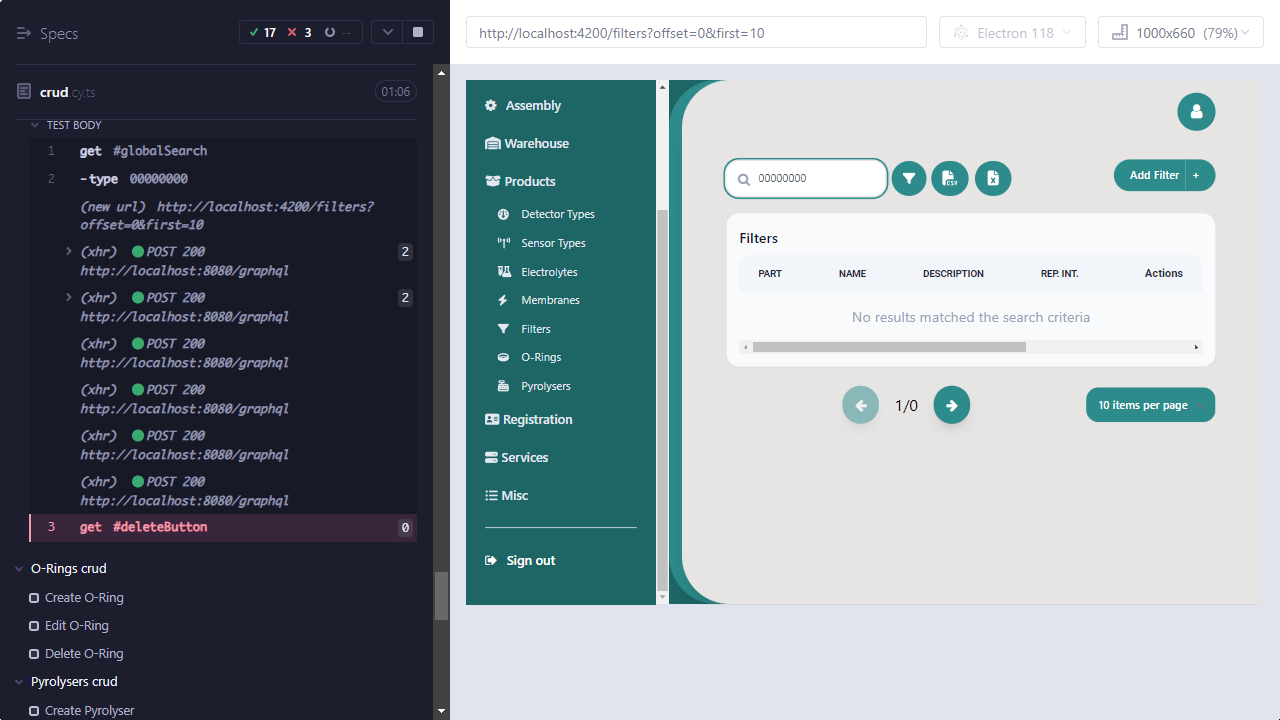 Specs
17
3
--
crud.cy.ts
01:06
TEST BODY
1 get #globalSearch
2 -type 00000000
(new url) http://localhost:4200/filters?
offset=0&first=10
(xhr) POST 200
http://localhost:8080/graphql
2
(xhr) POST 200
http://localhost:8080/graphql
2
(xhr) POST 200
http://localhost:8080/graphql
(xhr) POST 200
http://localhost:8080/graphql
(xhr) POST 200
http://localhost:8080/graphql
(xhr) POST 200
http://localhost:8080/graphql
3 get #deleteButton 0
O-Rings crud
Create O-Ring
Edit O-Ring
Delete O-Ring
Pyrolysers crud
Create Pyrolyser
http://localhost:4200/filters?offset=0&first=10
Electron 118
1000x660 (79%)
Assembly
Warehouse
Products
Detector Types
Sensor Types
Electrolytes
Membranes
Filters
O-Rings
Pyrolysers
Registration
Services
Misc
Sign out
00000000
CSV
X
Add Filter +
Filters
PART NAME DESCRIPTION REP. INT. Actions
No results matched the search criteria
1/0
10 items per page